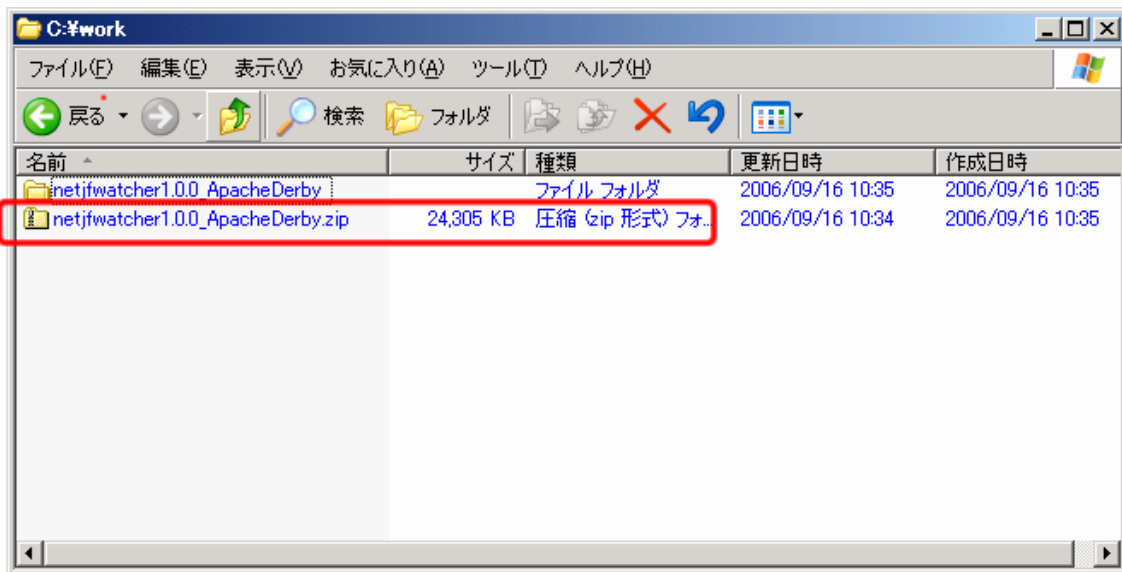 C:¥work
ファイル(F) 編集(E) 表示(V) お気に入り(A) ツール(T) ヘルプ(H)
戻る 検索 フォルダ
名前 サイズ 種類 更新日時 作成日時
netjfwatcher1.0.0_ApacheDerby ファイル フォルダ 2006/09/16 10:35 2006/09/16 10:35
netjfwatcher1.0.0_ApacheDerby.zip 24,305 KB 圧縮 (zip 形式) フォ... 2006/09/16 10:34 2006/09/16 10:35